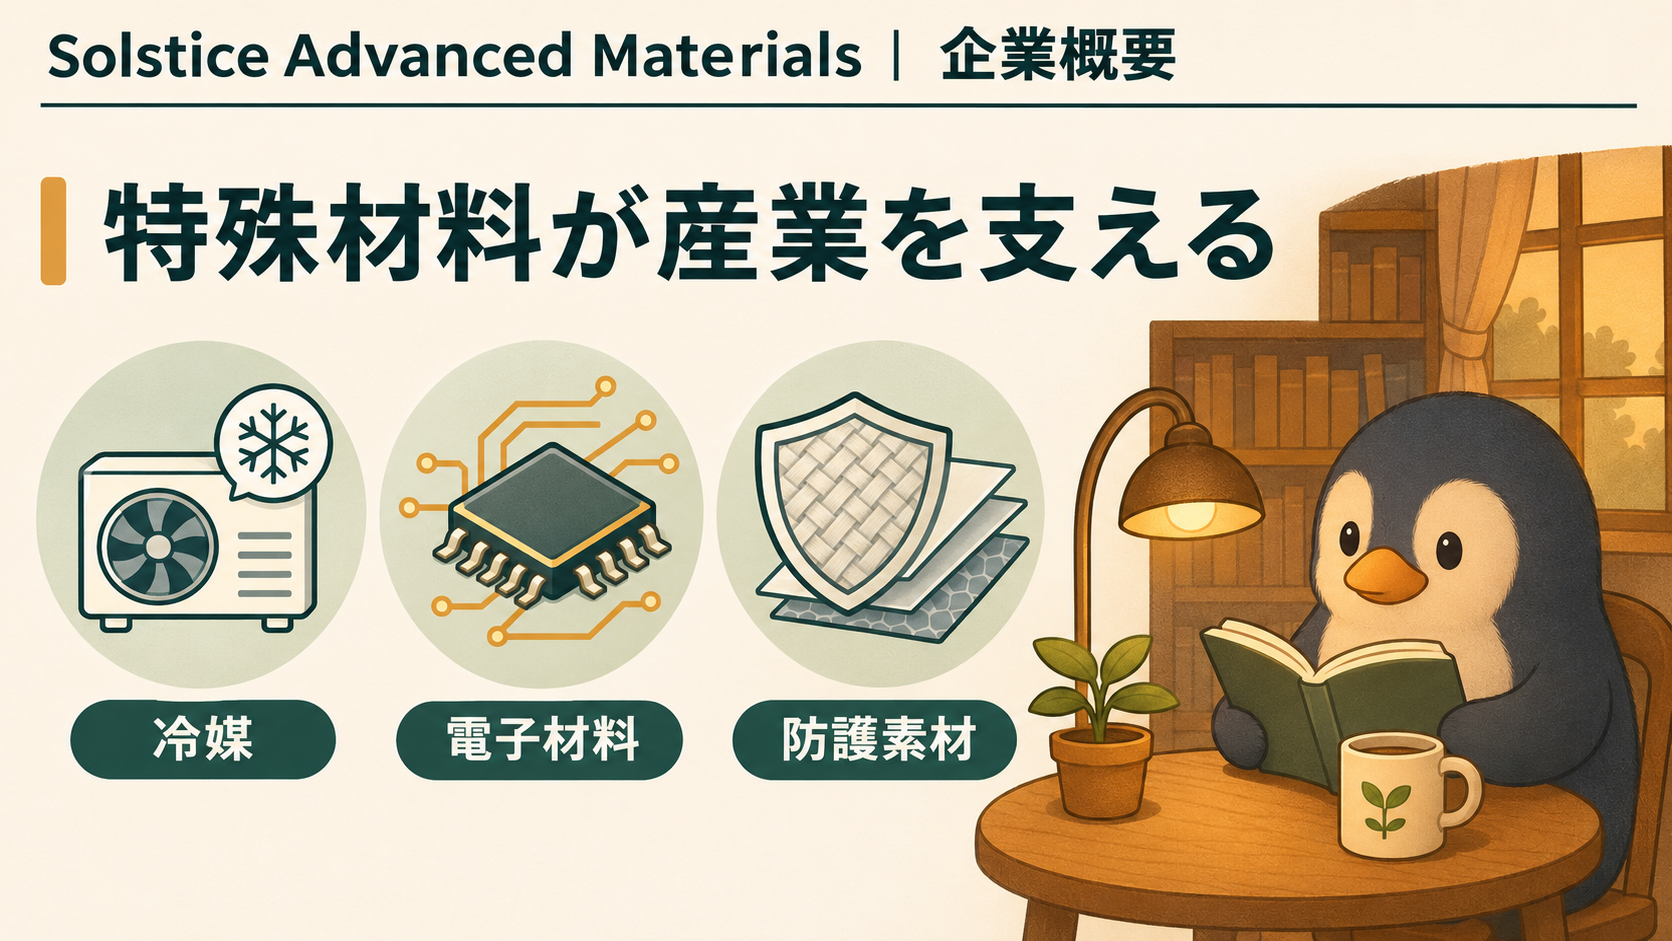 Solstice Advanced Materials | 企業概要
特殊材料が産業を支える
冷媒
電子材料
防護素材